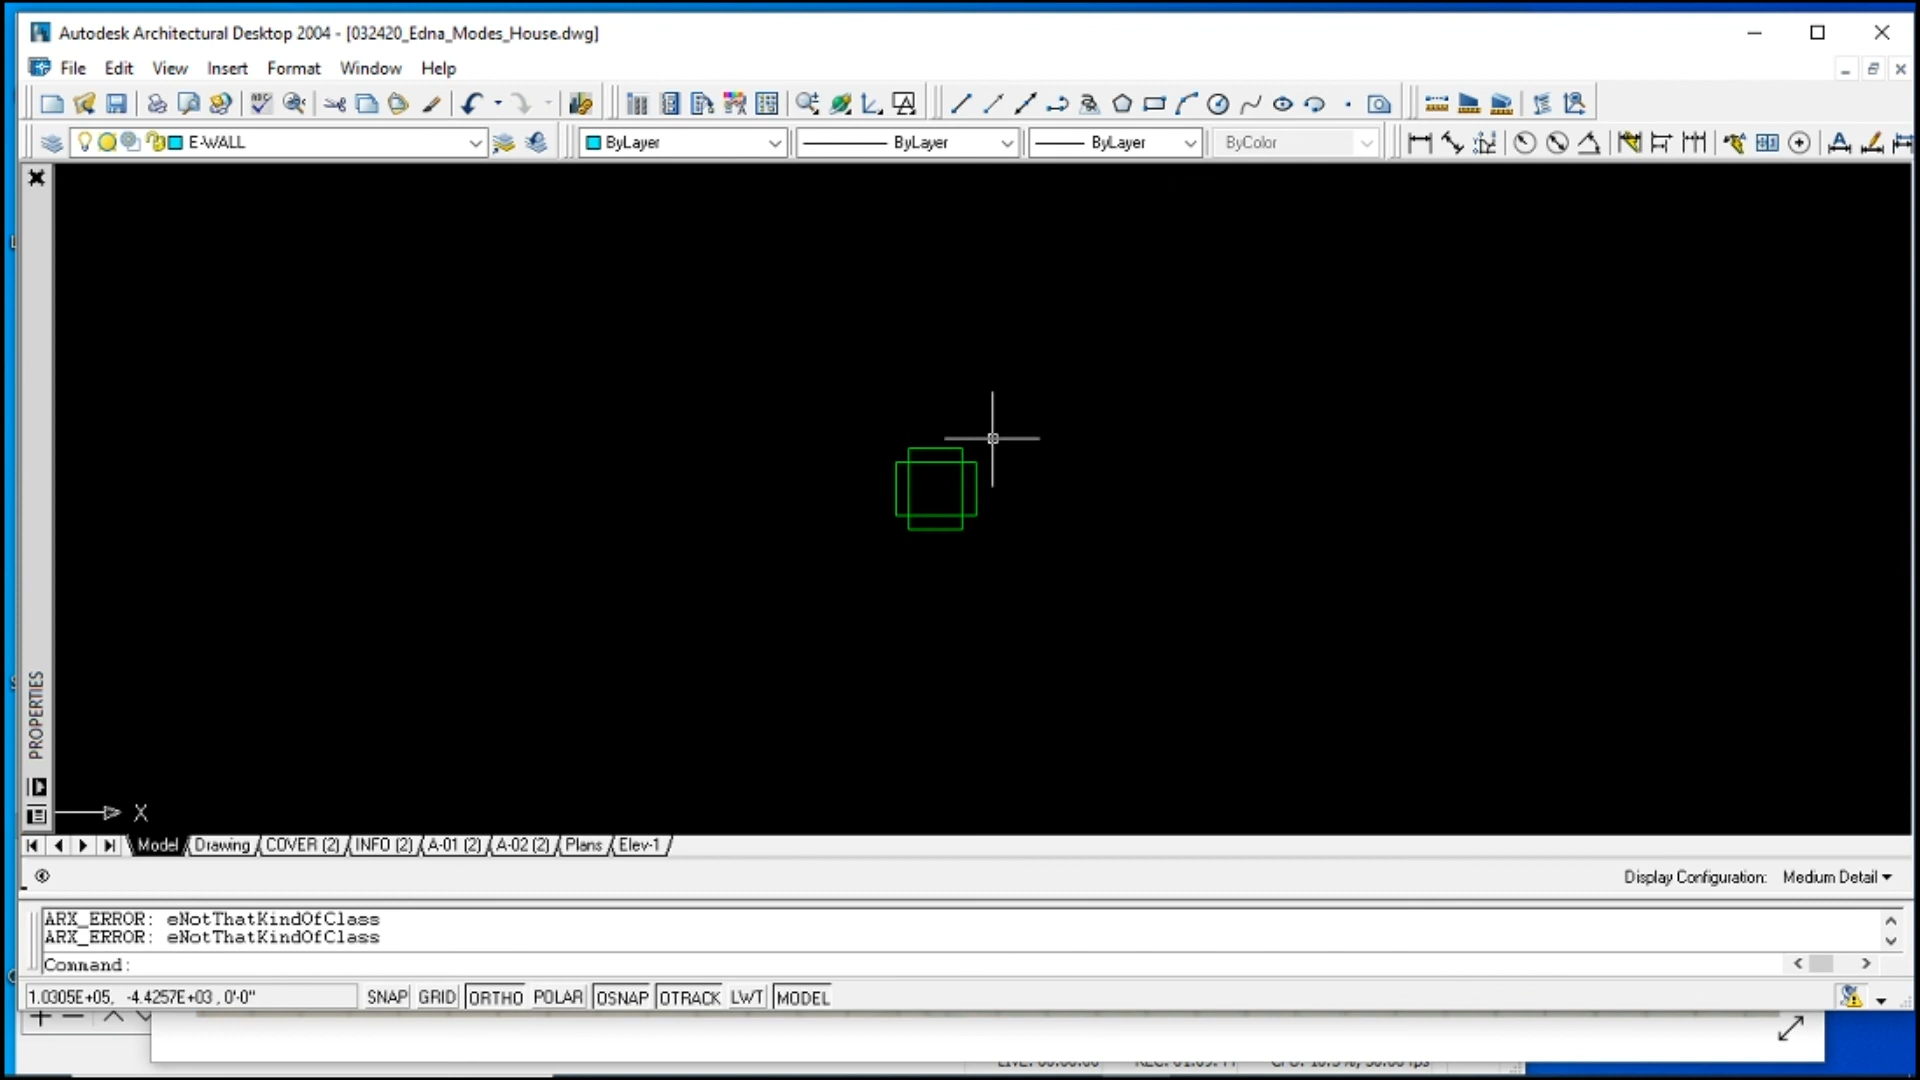 Autodesk Architectural Desktop 2004 - [032420_Edna_Modes_House.dwg]
File Edit View Insert Format Window Help
E-WALL ByLayer ByLayer ByLayer ByColor
PROPERTIES
X
Model Drawing COVER (2) INFO (2) A-01 (2) A-02 (2) Plans Elev-1
Display Configuration: Medium Detail
ARX_ERROR: eNotThatKindOfClass
ARX_ERROR: eNotThatKindOfClass
Command:
1.0305E+05, -4.4257E+03 , 0'-0" SNAP GRID ORTHO POLAR OSNAP OTRACK LWT MODEL